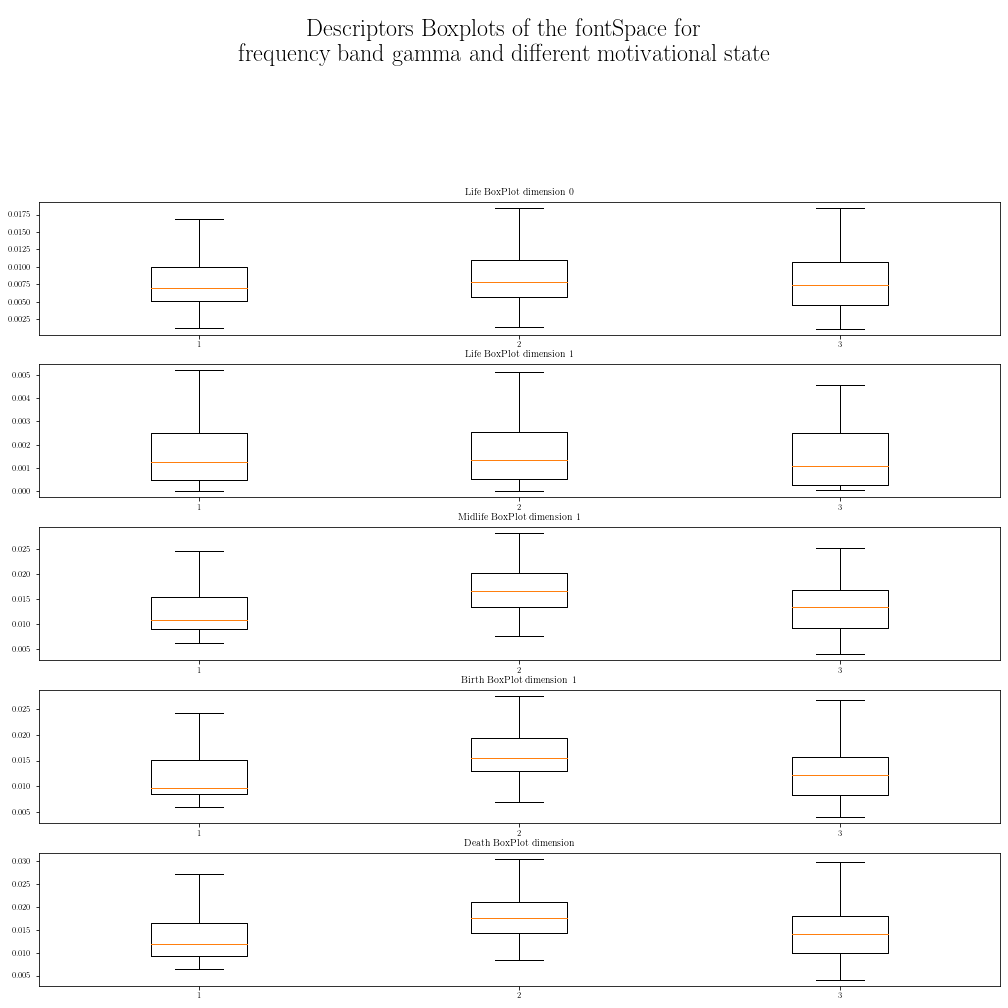 Descriptors Boxplots of the fontSpace for
frequency band gamma and different motivational state
Life BoxPlot dimension 0
0.0175
0.0150
0.0125
0.0100
0.0075
0.0050
0.0025
1 2 3
Life BoxPlot dimension 1
0.005
0.004
0.003
0.002
0.001
0.000
1 2 3
Midlife BoxPlot dimension 1
0.025
0.020
0.015
0.010
0.005
1 2 3
Birth BoxPlot dimension 1
0.025
0.020
0.015
0.010
0.005
1 2 3
Death BoxPlot dimension
0.030
0.025
0.020
0.015
0.010
0.005
1 2 3